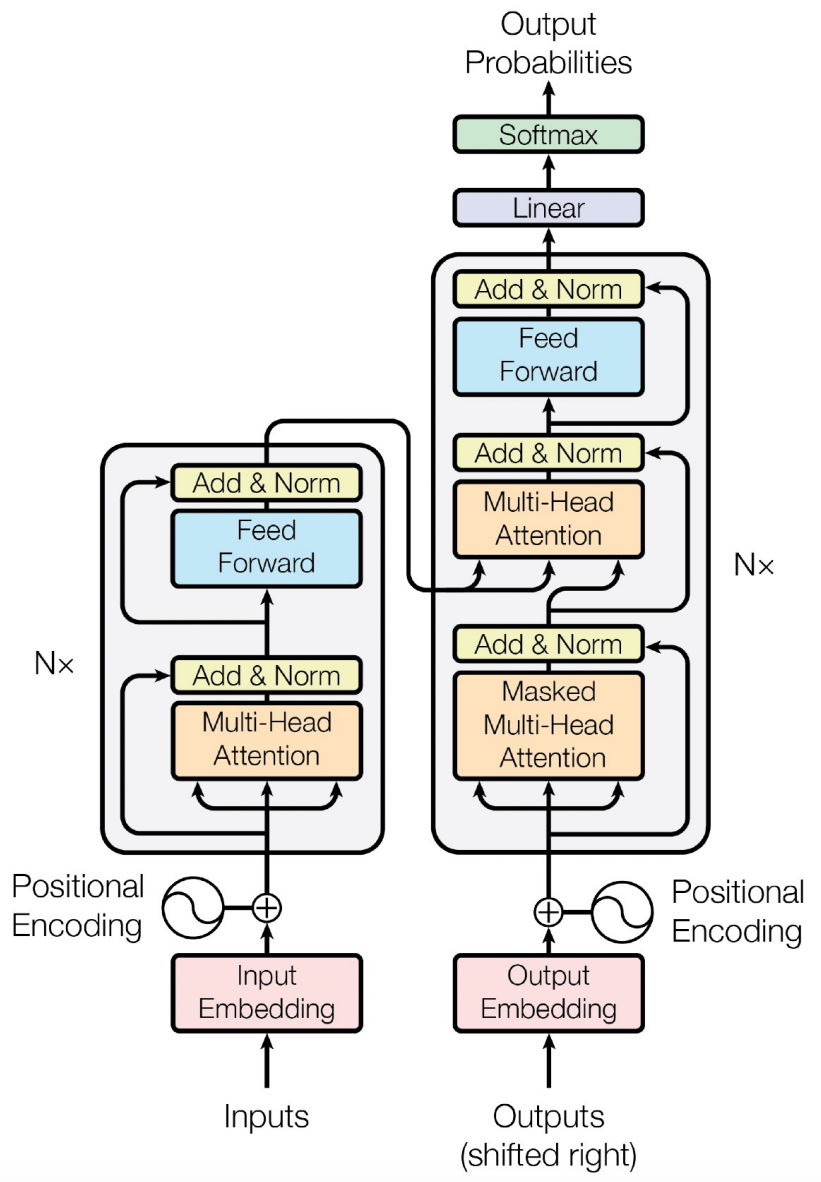 Output
Probabilities
Softmax
Linear
Add & Norm
Feed
Forward
Add & Norm
Multi-Head
Attention
N×
Add & Norm
Masked
Multi-Head
Attention
Add & Norm
Feed
Forward
N×
Add & Norm
Multi-Head
Attention
Positional
Encoding
Positional
Encoding
Input
Embedding
Output
Embedding
Inputs
Outputs
(shifted right)